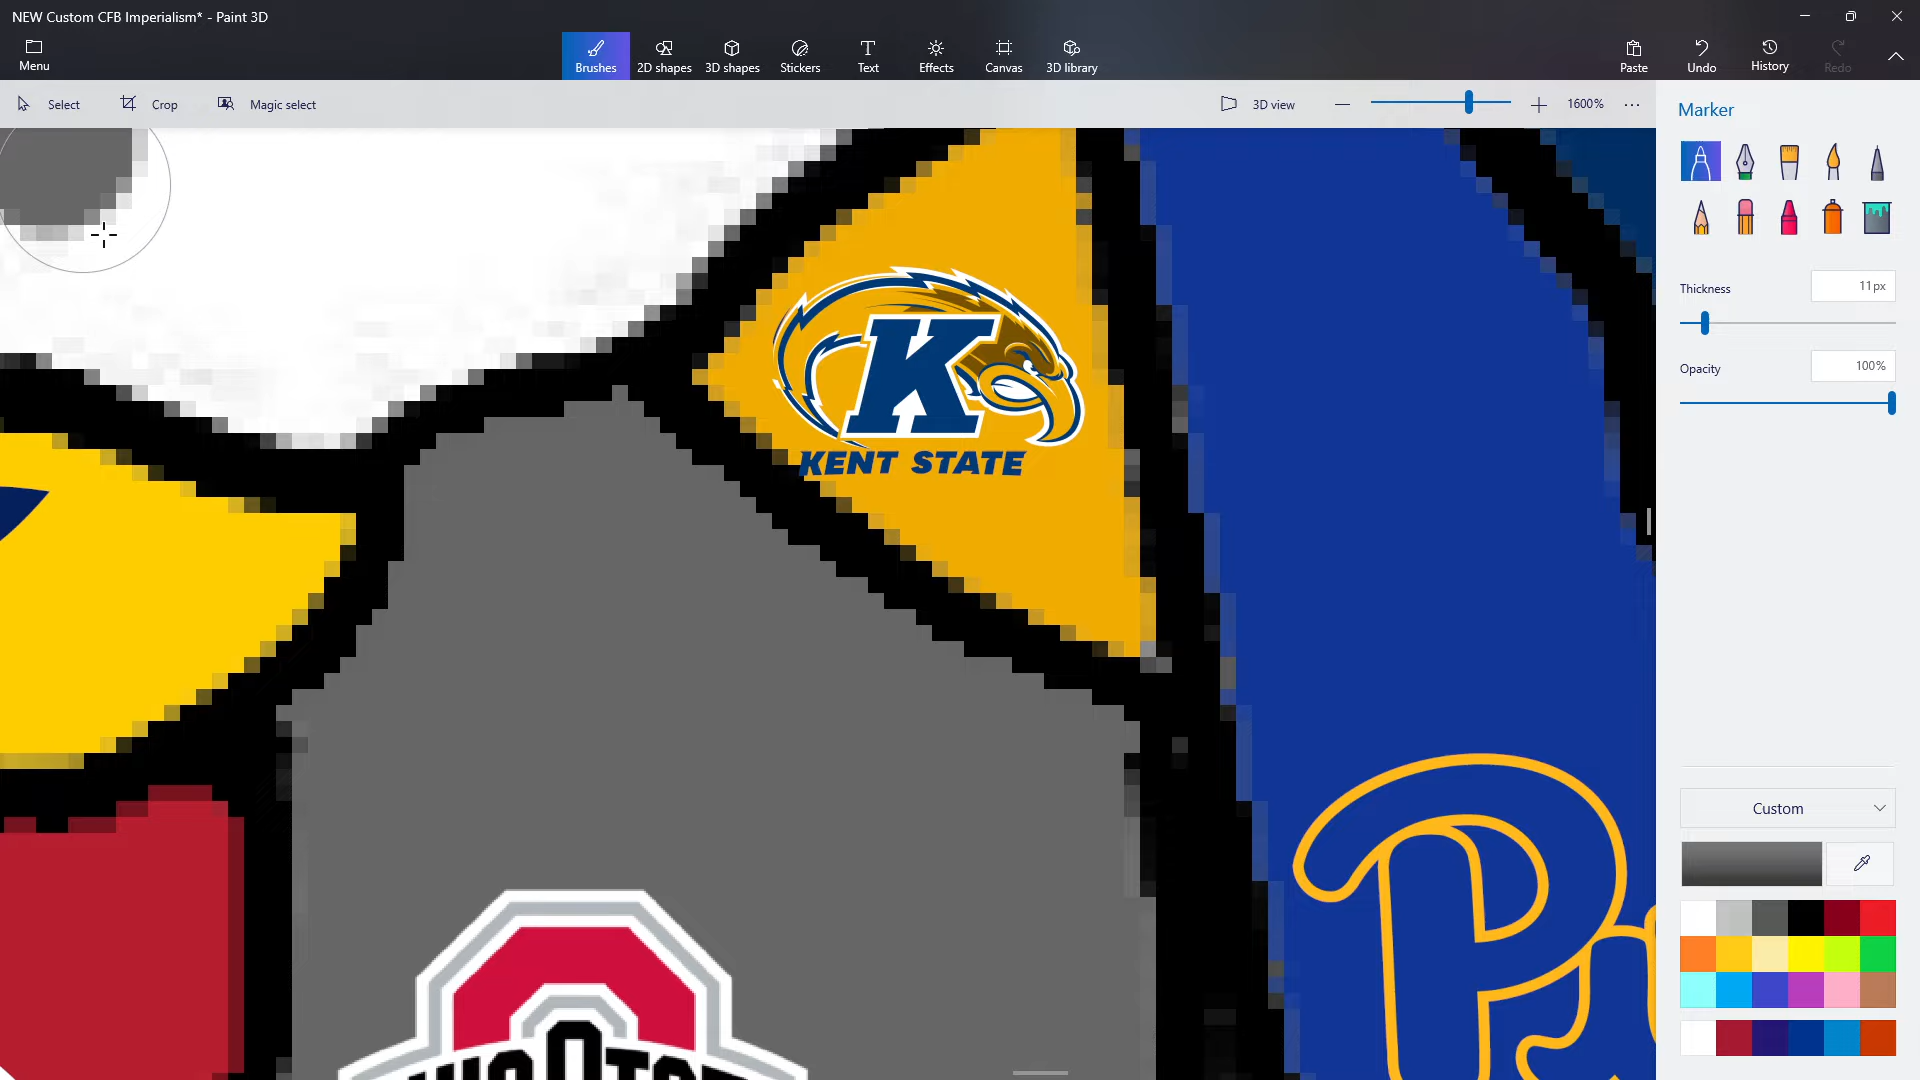 NEW Custom CFB Imperialism* - Paint 3D
Menu
Brushes
2D shapes
3D shapes
Stickers
Text
Effects
Canvas
3D library
Paste
Undo
History
Redo
Select
Crop
Magic select
3D view
1600%
Marker
Thickness
11px
Opacity
100%
K
KENT STATE
Custom